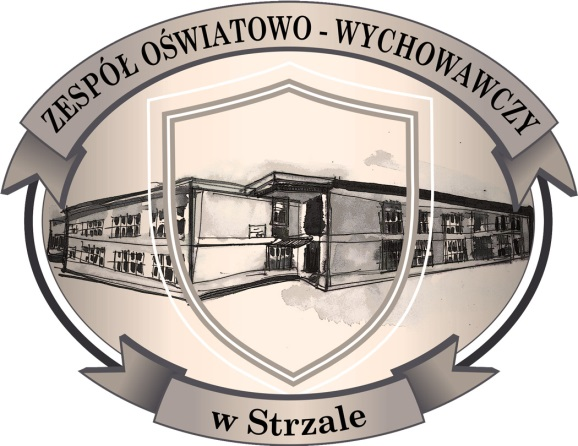 ZESPÓŁ OŚWIATOWO - WYCHOWAWCZY
w Strzale